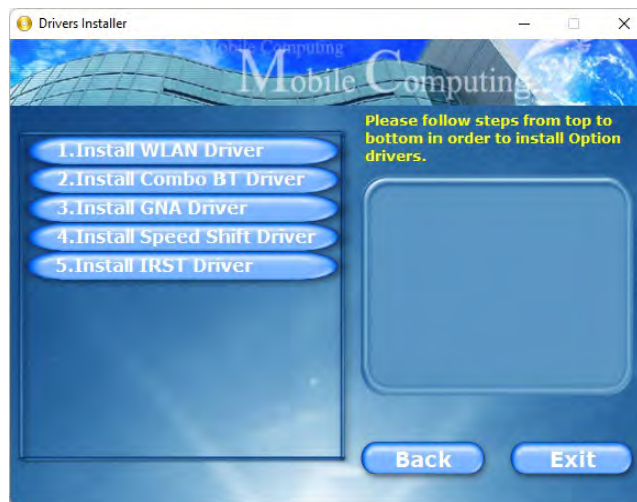 Drivers Installer
Mobile Computing
Mobile Computing
Please follow steps from top to
bottom in order to install Option
drivers.
1.Install WLAN Driver
2.Install Combo BT Driver
3.Install GNA Driver
4.Install Speed Shift Driver
5.Install IRST Driver
Back
Exit